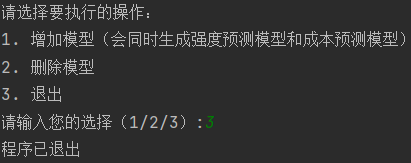 请选择要执行的操作：
1. 增加模型（会同时生成强度预测模型和成本预测模型）
2. 删除模型
3. 退出
请输入您的选择（1/2/3）:3
程序已退出